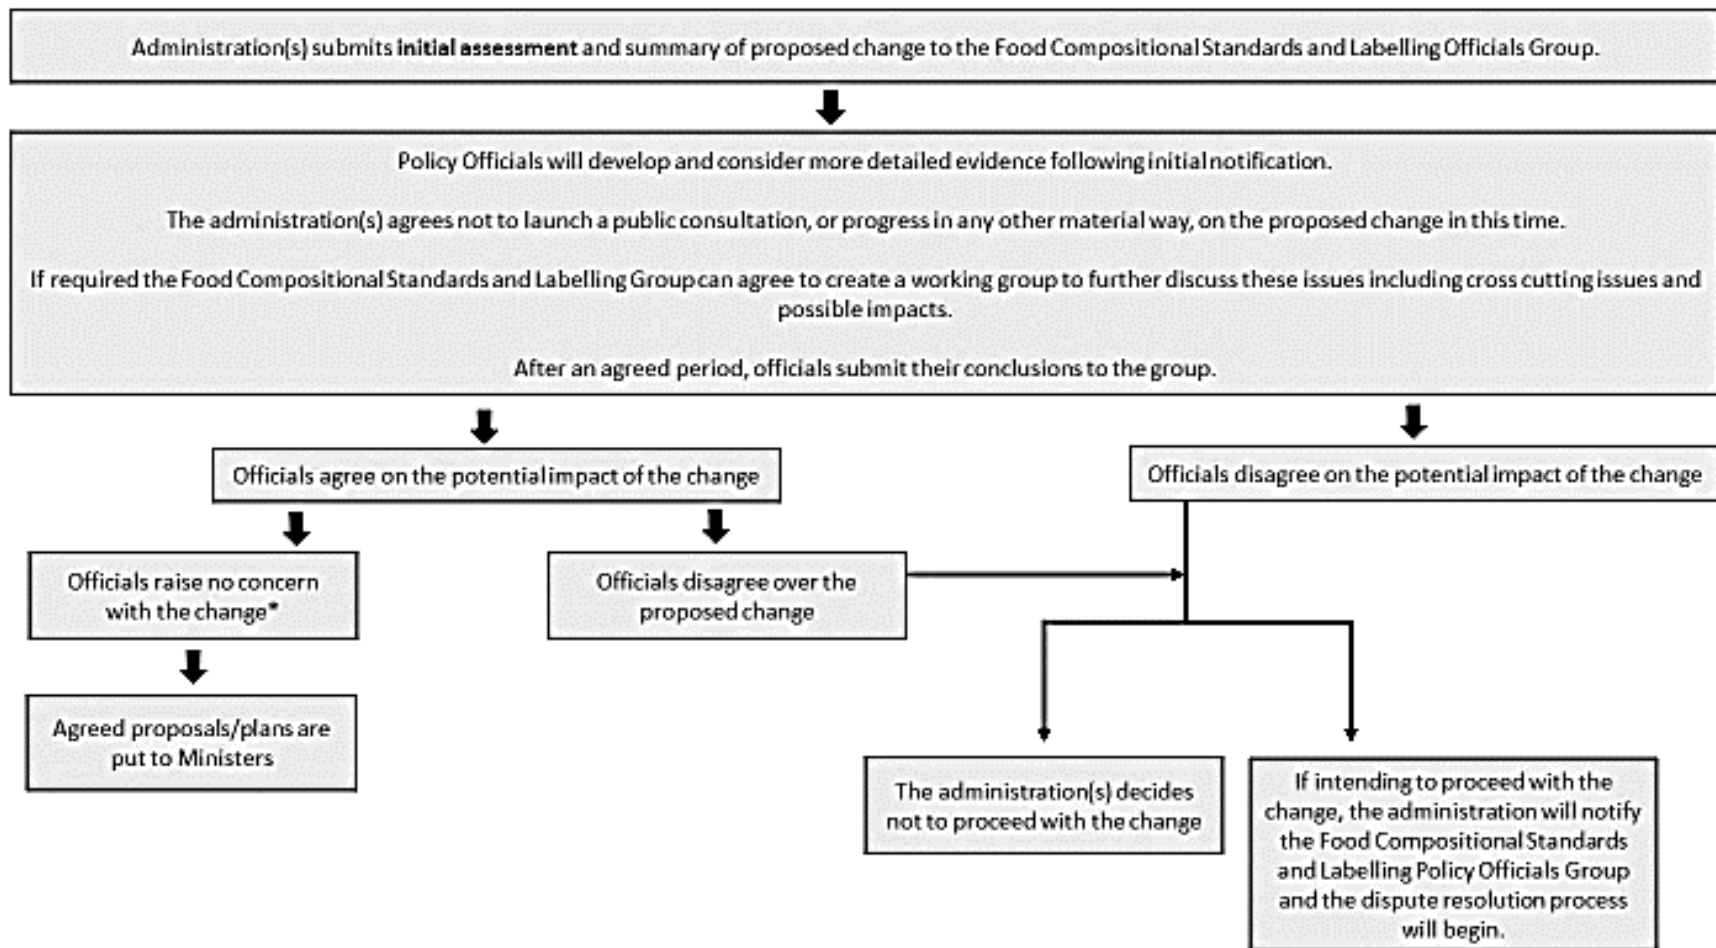 Administration(s) submits initial assessment and summary of proposed change to the Food Compositional Standards and Labelling Officials Group.
Policy Officials will develop and consider more detailed evidence following initial notification.
The administration(s) agrees not to launch a public consultation, or progress in any other material way, on the proposed change in this time.
If required the Food Compositional Standards and Labelling Group can agree to create a working group to further discuss these issues including cross cutting issues and
possible impacts.
After an agreed period, officials submit their conclusions to the group.
Officials agree on the potential impact of the change
Officials disagree on the potential impact of the change
Officials raise no concern
with the change*
Officials disagree over the
proposed change
Agreed proposals/plans are
put to Ministers
The administration(s) decides
not to proceed with the change
If intending to proceed with the
change, the administration will notify
the Food Compositional Standards
and Labelling Policy Officials Group
and the dispute resolution process
will begin.